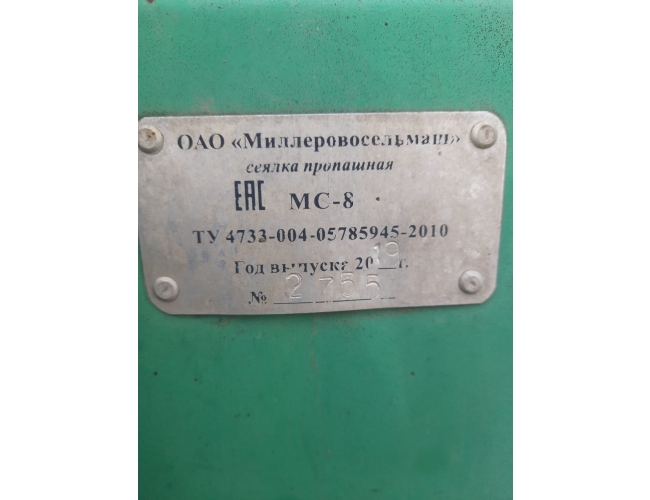 ОАО «Миллеровосельмаш»
сеялка пропашная
ЕАС МС-8
ТУ 4733-004-05785945-2010
Год выпуска 2019 г.
№ 2755